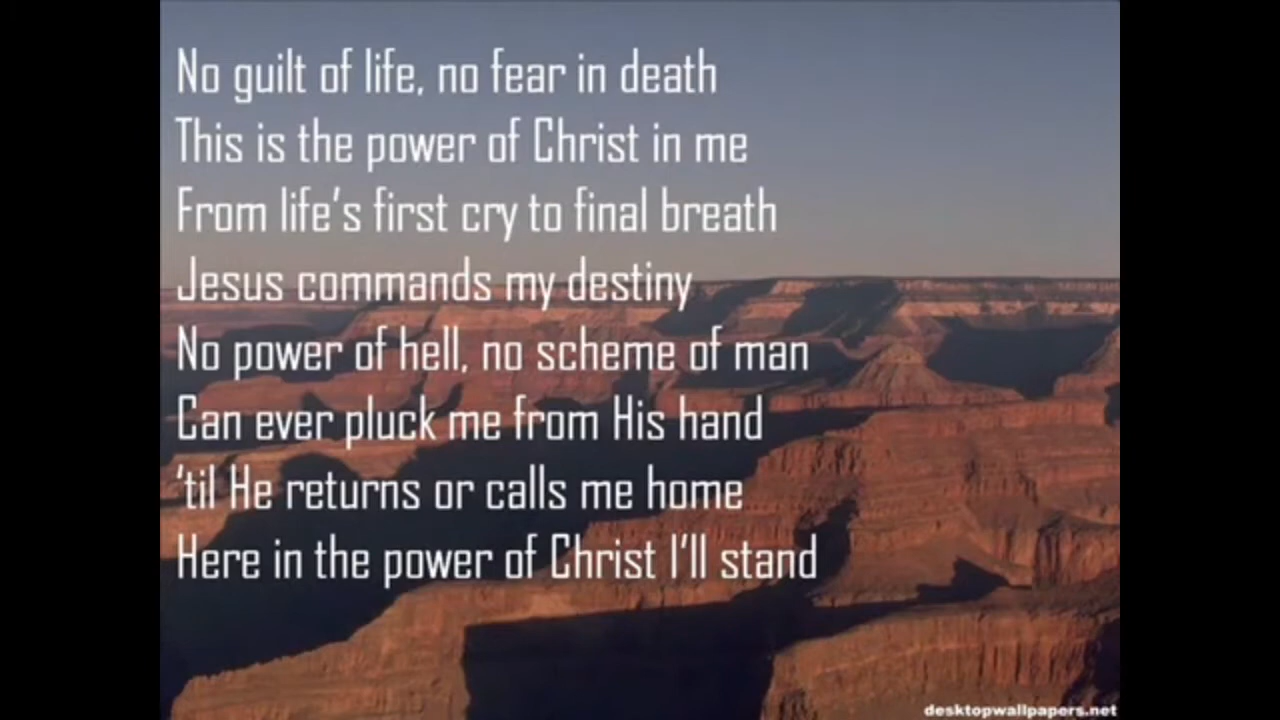 No guilt of life, no fear in death
This is the power of Christ in me
From life's first cry to final breath
Jesus commands my destiny
No power of hell, no scheme of man
Can ever pluck me from His hand
'til He returns or calls me home
Here in the power of Christ I'll stand
desktopwallpapers.net